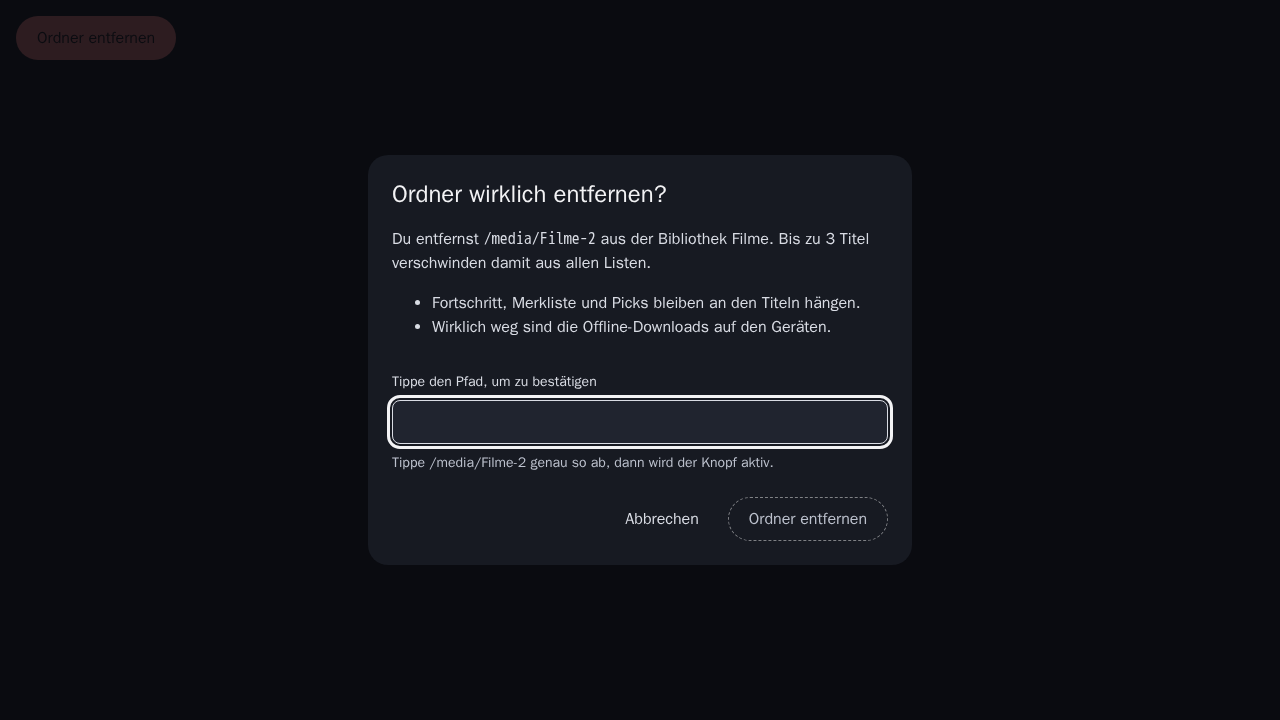 Ordner entfernen
Ordner wirklich entfernen?
Du entfernst /media/Filme-2 aus der Bibliothek Filme. Bis zu 3 Titel
verschwinden damit aus allen Listen.
• Fortschritt, Merkliste und Picks bleiben an den Titeln hängen.
• Wirklich weg sind die Offline-Downloads auf den Geräten.
Tippe den Pfad, um zu bestätigen
Tippe /media/Filme-2 genau so ab, dann wird der Knopf aktiv.
Abbrechen Ordner entfernen